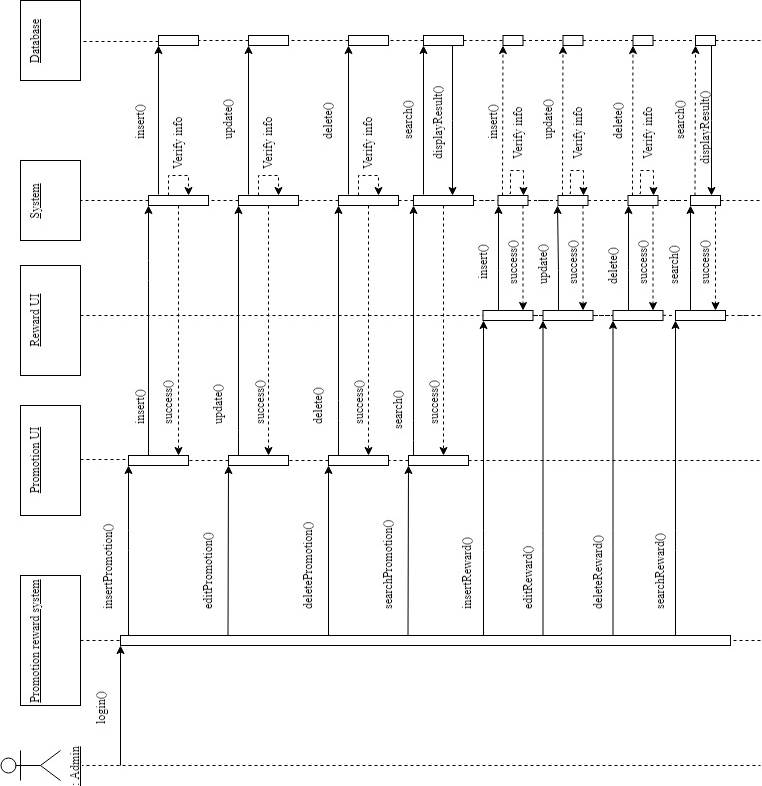 : Admin
Promotion reward system
Promotion UI
Reward UI
System
Database
login()
insertPromotion()
editPromotion()
deletePromotion()
searchPromotion()
insertReward()
editReward()
deleteReward()
searchReward()
insert()
success()
update()
success()
delete()
success()
search()
success()
insert()
success()
update()
success()
delete()
success()
search()
success()
insert()
Verify info
update()
Verify info
delete()
Verify info
search()
displayResult()
insert()
Verify info
update()
Verify info
delete()
Verify info
search()
displayResult()